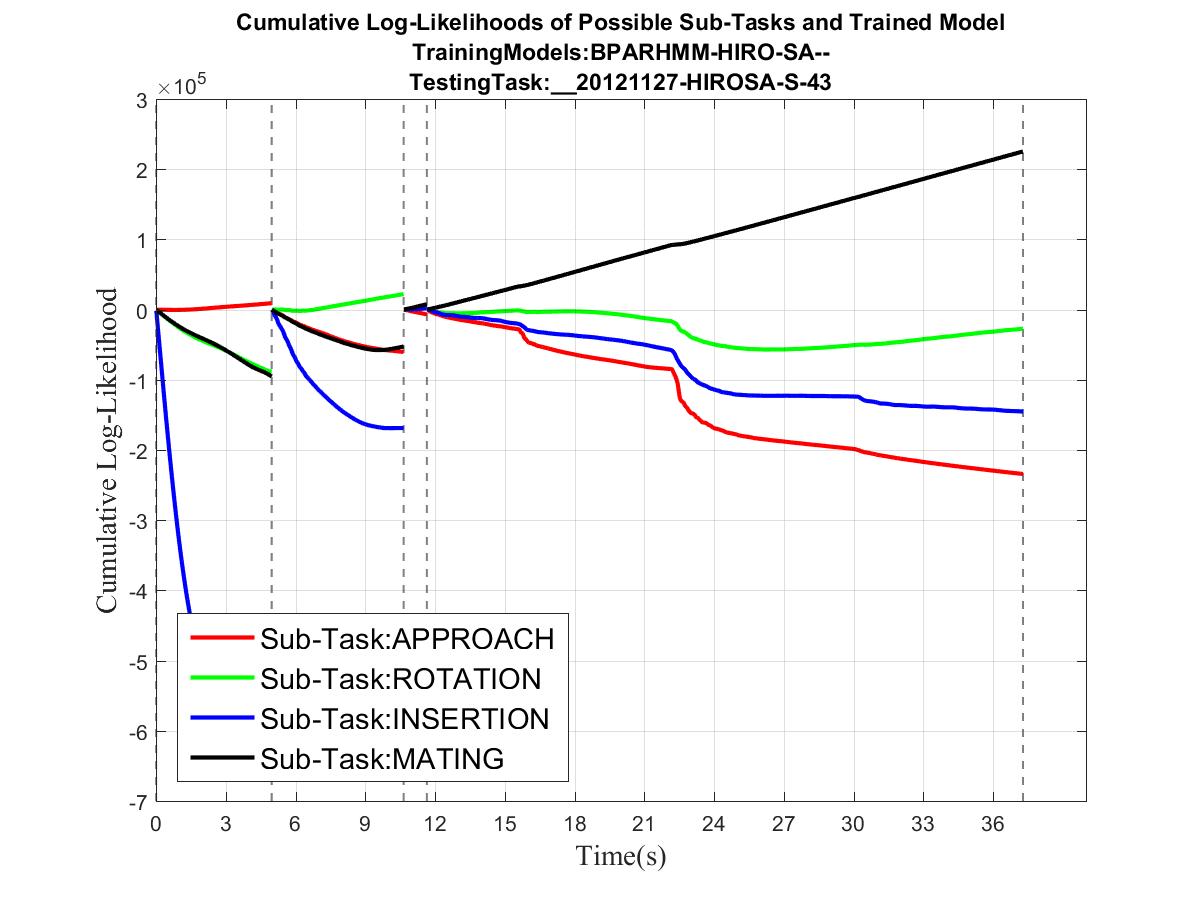 Cumulative Log-Likelihoods of Possible Sub-Tasks and Trained Model
TrainingModels:BPARHMM-HIRO-SA--
TestingTask:__20121127-HIROSA-S-43
×10^5
3
2
1
0
-1
-2
-3
-4
-5
-6
-7
Cumulative Log-Likelihood
Sub-Task:APPROACH
Sub-Task:ROTATION
Sub-Task:INSERTION
Sub-Task:MATING
0 3 6 9 12 15 18 21 24 27 30 33 36
Time(s)